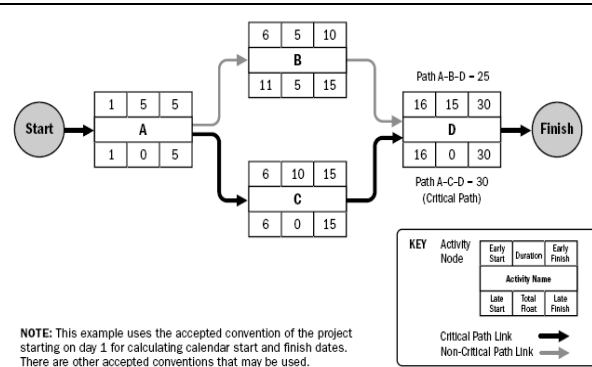 6 5 10
B
11 5 15
Path A-B-D = 25
1 5 5
A
1 0 5
16 15 30
D
16 0 30
Start
Finish
6 10 15
C
6 0 15
Path A-C-D = 30
(Critical Path)
KEY Activity
Node
Early
Start
Duration
Early
Finish
Activity Name
Late
Start
Total
Float
Late
Finish
Critical Path Link
Non-Critical Path Link
NOTE: This example uses the accepted convention of the project
starting on day 1 for calculating calendar start and finish dates.
There are other accepted conventions that may be used.